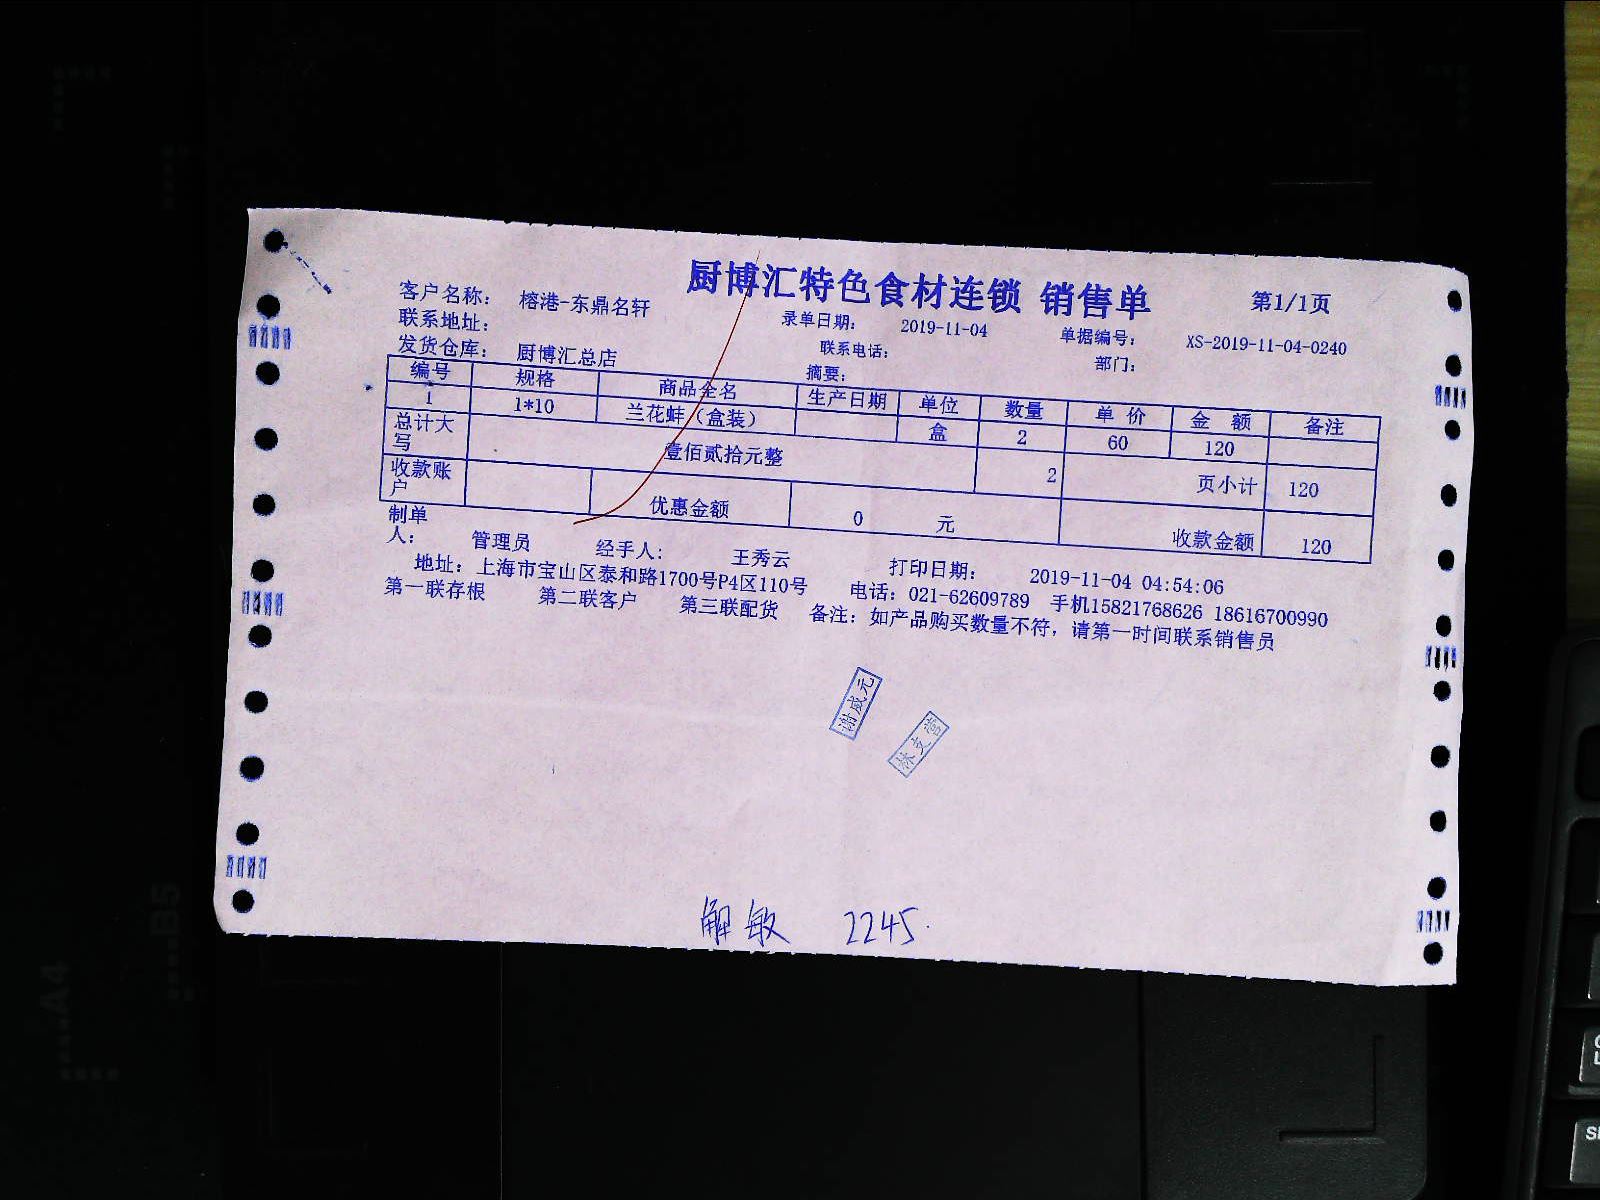 厨博汇特色食材连锁 销售单 第1/1页
客户名称： 榕港-东鼎名轩 录单日期： 2019-11-04 单据编号： XS-2019-11-04-0240
联系地址： 联系电话： 部门：
发货仓库： 厨博汇总店 摘要：
编号 规格 商品全名 生产日期 单位 数量 单 价 金 额 备注
1 1*10 兰花蚌（盒装） 盒 2 60 120
总计大写 壹佰贰拾元整 2 页小计 120
收款账户 优惠金额 0 元 收款金额 120
制单人： 管理员 经手人: 王秀云 打印日期： 2019-11-04 04:54:06
地址：上海市宝山区泰和路1700号P4区110号 电话：021-62609789 手机15821768626 18616700990
第一联存根 第二联客户 第三联配货 备注：如产品购买数量不符，请第一时间联系销售员
解敏 2245.
A4
B5